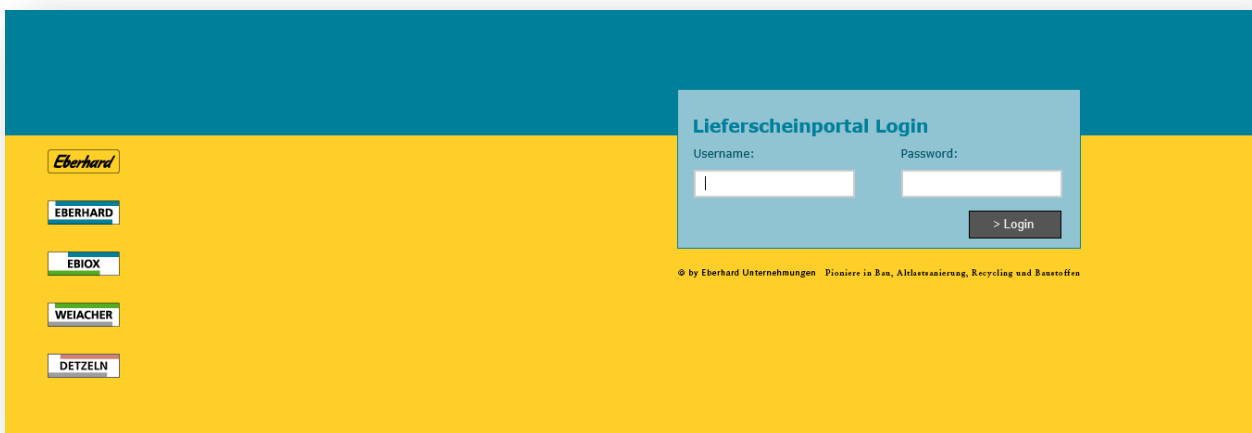 Lieferscheinportal Login
Username: Password:
> Login
Eberhard
EBERHARD
EBIOX
WEIACHER
DETZELN
© by Eberhard Unternehmungen Pioniere in Bau, Altlastsanierung, Recycling und Baustoffen